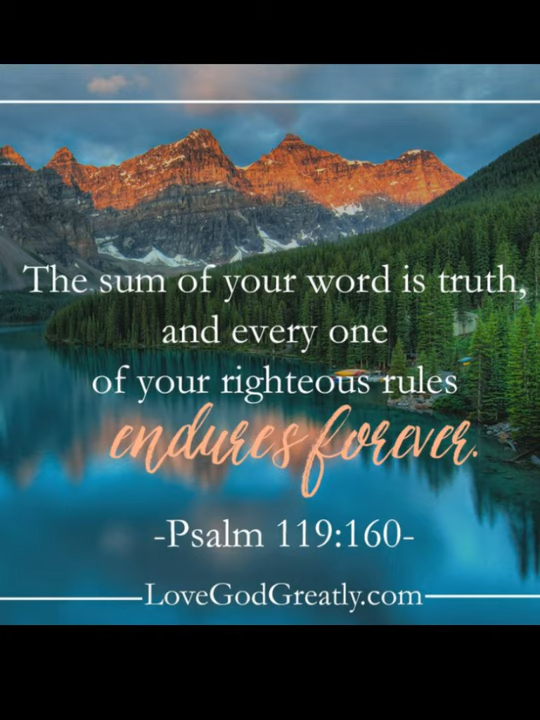 The sum of your word is truth,
and every one
of your righteous rules
endures forever.
-Psalm 119:160-
LoveGodGreatly.com